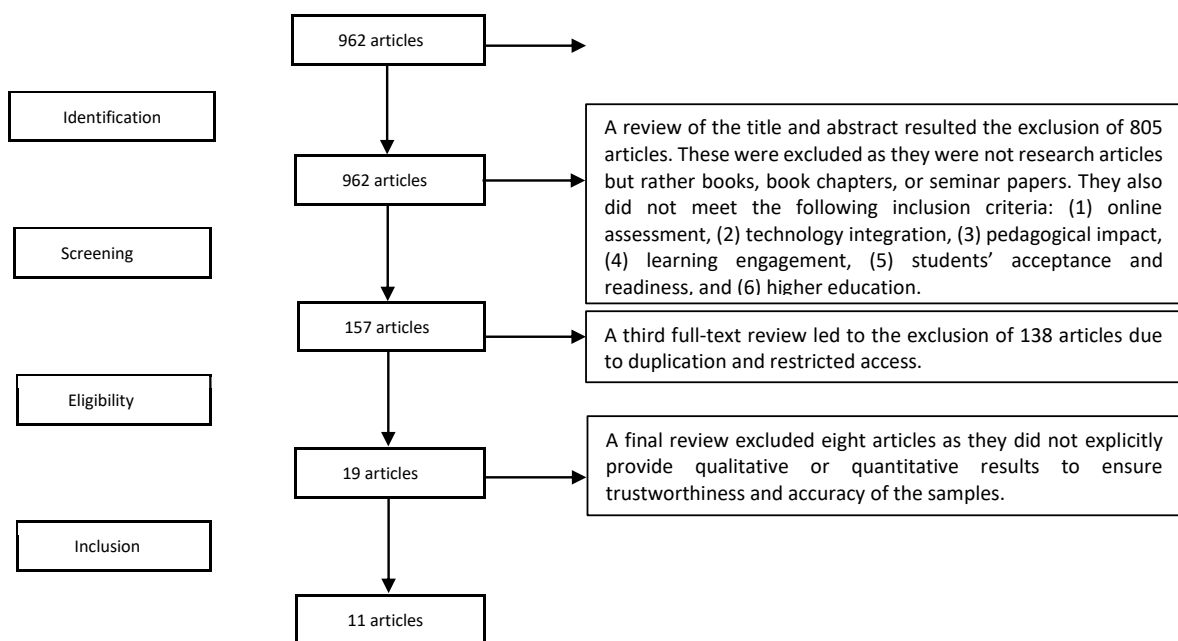 962 articles
Identification
A review of the title and abstract resulted the exclusion of 805
articles. These were excluded as they were not research articles
but rather books, book chapters, or seminar papers. They also
did not meet the following inclusion criteria: (1) online
assessment, (2) technology integration, (3) pedagogical impact,
(4) learning engagement, (5) students’ acceptance and
readiness, and (6) higher education.
962 articles
Screening
157 articles
A third full-text review led to the exclusion of 138 articles due
to duplication and restricted access.
Eligibility
19 articles
A final review excluded eight articles as they did not explicitly
provide qualitative or quantitative results to ensure
trustworthiness and accuracy of the samples.
Inclusion
11 articles